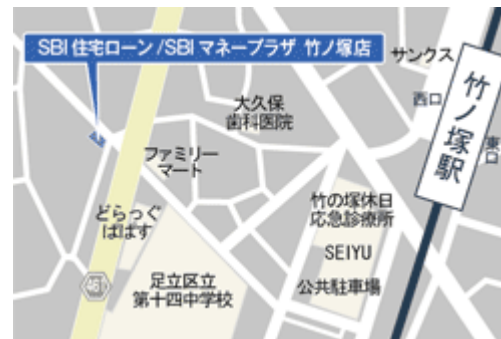 SBI 住宅ローン /SBI マネープラザ 竹ノ塚店
サンクス
西口
竹ノ塚駅
東口
大久保
歯科医院
ファミリー
マート
どらっぐ
ぱぱす
竹の塚休日
応急診療所
SEIYU
公共駐車場
足立区立
第十四中学校